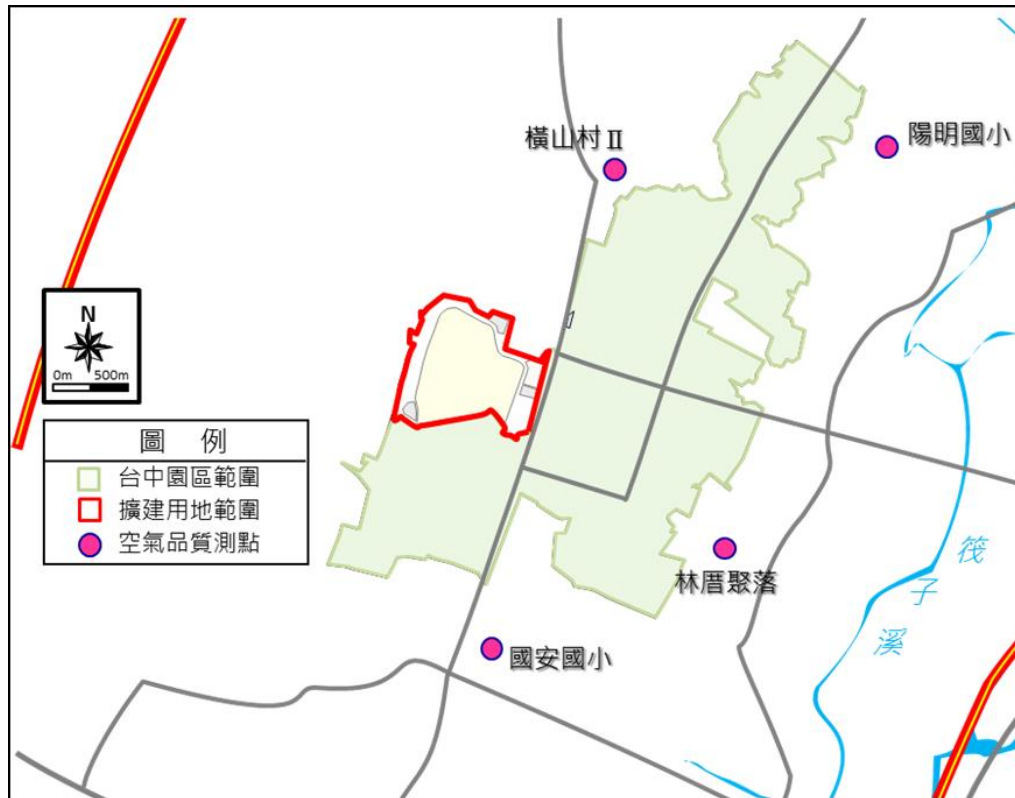 橫山村Ⅱ
陽明國小
N
0m 500m
圖 例
台中園區範圍
擴建用地範圍
空氣品質測點
林厝聚落
國安國小
筏
子
溪